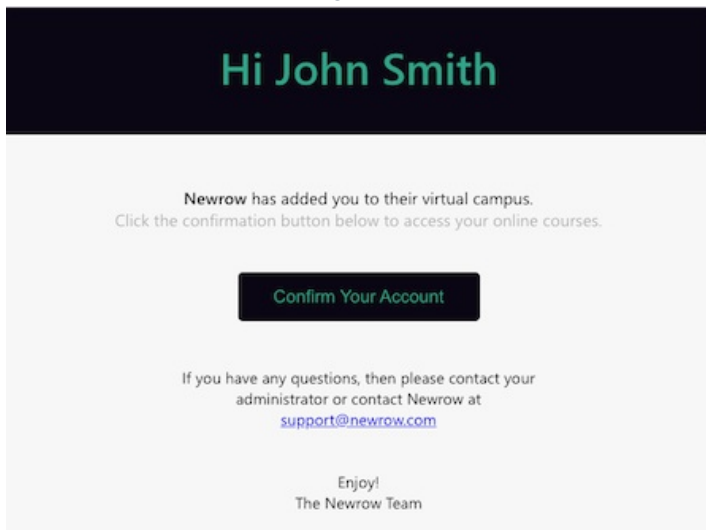 Hi John Smith
Newrow has added you to their virtual campus.
Click the confirmation button below to access your online courses.
Confirm Your Account
If you have any questions, then please contact your
administrator or contact Newrow at
support@newrow.com
Enjoy!
The Newrow Team